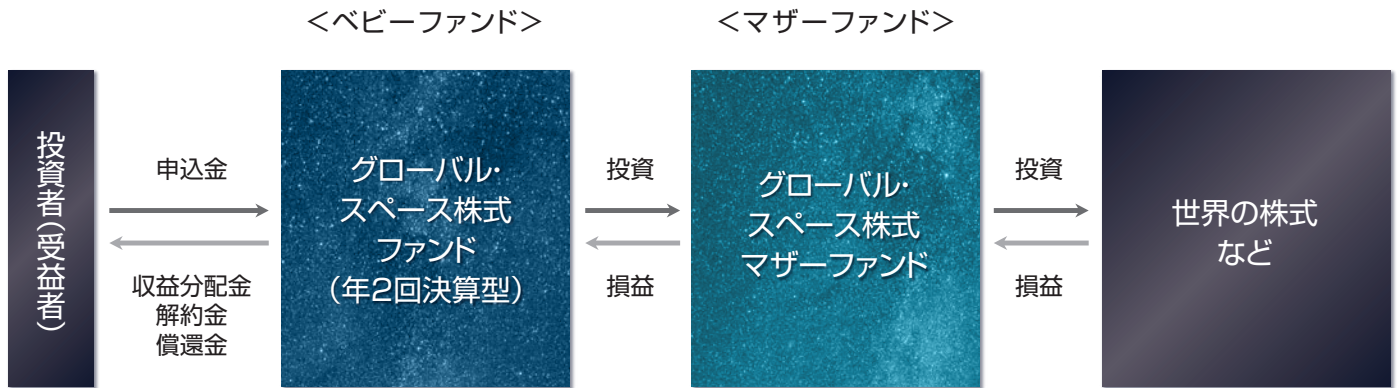 <ベビーファンド>
<マザーファンド>
投資者(受益者)
申込金
収益分配金
解約金
償還金
グローバル・
スペース株式
ファンド
(年2回決算型)
投資
損益
グローバル・
スペース株式
マザーファンド
投資
損益
世界の株式
など